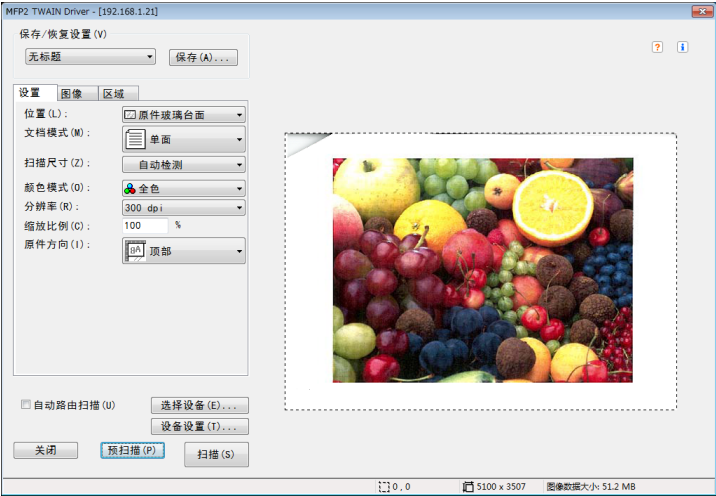 MFP2 TWAIN Driver - [192.168.1.21]
保存/恢复设置(V)
无标题
保存(A)...
设置 图像 区域
位置(L): 原件玻璃台面
文档模式(M): 单面
扫描尺寸(Z): 自动检测
颜色模式(O): 全色
分辨率(R): 300 dpi
缩放比例(C): 100 %
原件方向(I): 顶部
自动路由扫描(U)
选择设备(E)...
设备设置(T)...
关闭 预扫描(P) 扫描(S)
0 , 0
5100 x 3507
图像数据大小: 51.2 MB